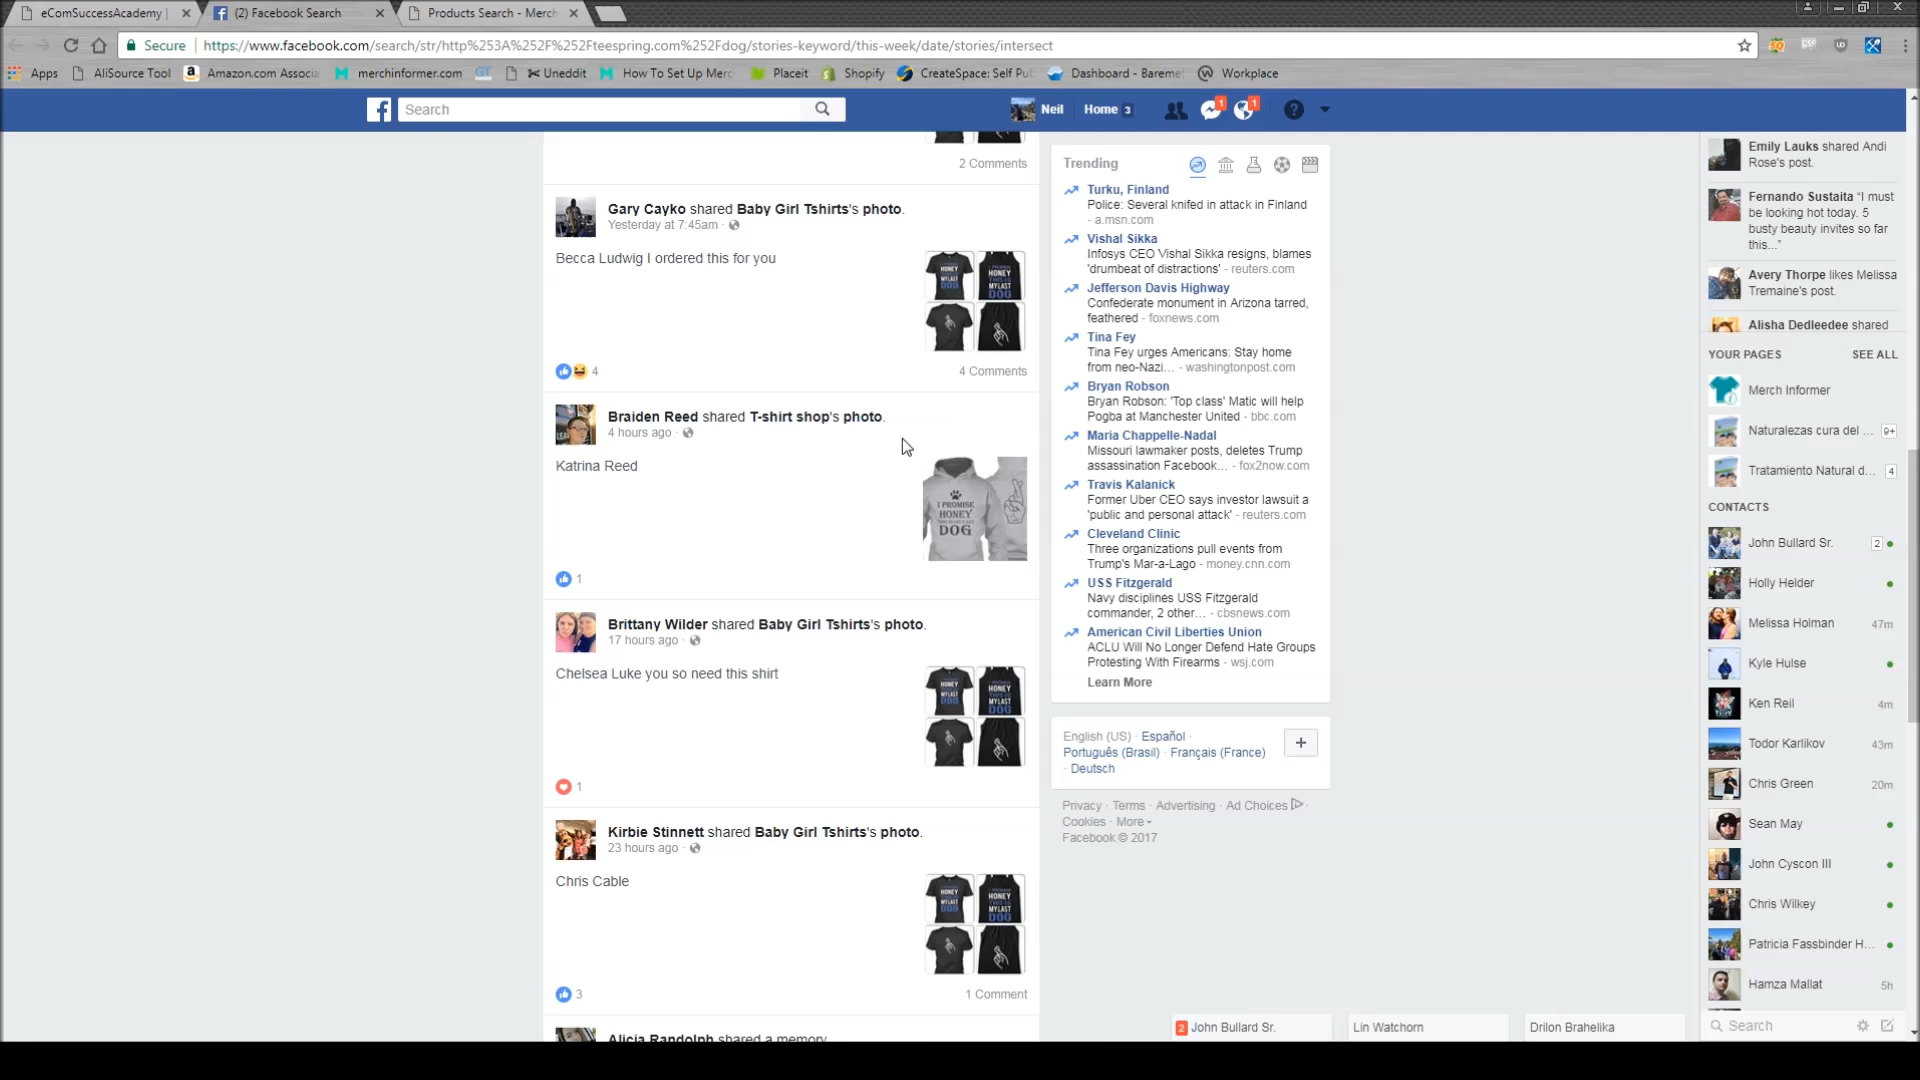 eComSuccessAcademy |
(2) Facebook Search
Products Search - Merch
Secure
https://www.facebook.com/search/str/http%253A%252F%252Fteespring.com%252Fdog/stories-keyword/this-week/date/stories/intersect
Apps
AliSource Tool
Amazon.com Associa
merchinformer.com
Uneddit
How To Set Up Merc
Placeit
Shopify
CreateSpace: Self Pu
Dashboard - Bareme
Workplace
Search
Neil
Home 3
1
1
2 Comments
Gary Cayko shared Baby Girl Tshirts's photo.
Yesterday at 7:45am
Becca Ludwig I ordered this for you
4
4 Comments
Braiden Reed shared T-shirt shop's photo.
4 hours ago
Katrina Reed
I PROMISE
HONEY
THIS IS MY LAST
DOG
1
Brittany Wilder shared Baby Girl Tshirts's photo.
17 hours ago
Chelsea Luke you so need this shirt
1
Kirbie Stinnett shared Baby Girl Tshirts's photo.
23 hours ago
Chris Cable
3
1 Comment
Alicia Randolph shared a memory.
Trending
Turku, Finland
Police: Several knifed in attack in Finland
- a.msn.com
Vishal Sikka
Infosys CEO Vishal Sikka resigns, blames
'drumbeat of distractions' - reuters.com
Jefferson Davis Highway
Confederate monument in Arizona tarred,
feathered - foxnews.com
Tina Fey
Tina Fey urges Americans: Stay home
from neo-Nazi... - washingtonpost.com
Bryan Robson
Bryan Robson: 'Top class' Matic will help
Pogba at Manchester United - bbc.com
Maria Chappelle-Nadal
Missouri lawmaker posts, deletes Trump
assassination Facebook... - fox2now.com
Travis Kalanick
Former Uber CEO says investor lawsuit a
'public and personal attack' - reuters.com
Cleveland Clinic
Three organizations pull events from
Trump's Mar-a-Lago - money.cnn.com
USS Fitzgerald
Navy disciplines USS Fitzgerald
commander, 2 other... - cbsnews.com
American Civil Liberties Union
ACLU Will No Longer Defend Hate Groups
Protesting With Firearms - wsj.com
Learn More
English (US) · Español ·
Português (Brasil) · Français (France)
· Deutsch
Privacy · Terms · Advertising · Ad Choices ·
Cookies · More
Facebook © 2017
Emily Lauks shared Andi
Rose's post.
Fernando Sustaita “I must
be looking hot today. 5
busty beauty invites so far
this...”
Avery Thorpe likes Melissa
Tremaine's post.
Alisha Dedleedee shared
YOUR PAGES
SEE ALL
Merch Informer
Naturalezas cura del ...
9+
Tratamiento Natural d...
4
CONTACTS
John Bullard Sr.
2
Holly Helder
Melissa Holman
47m
Kyle Hulse
Ken Reil
4m
Todor Karlikov
43m
Chris Green
20m
Sean May
John Cyscon III
Chris Wilkey
Patricia Fassbinder H...
Hamza Mallat
5h
Search
2 John Bullard Sr.
Lin Watchorn
Drilon Brahelika